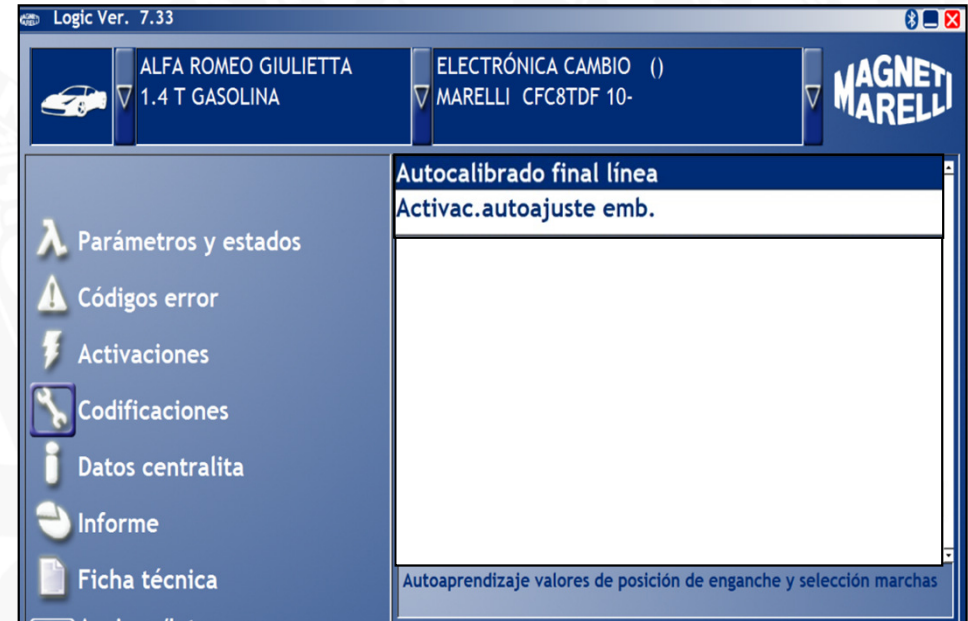 Logic Ver. 7.33
ALFA ROMEO GIULIETTA
1.4 T GASOLINA
ELECTRÓNICA CAMBIO ()
MARELLI CFC8TDF 10-
MAGNETI
MARELLI
Autocalibrado final línea
Activac.autoajuste emb.
Parámetros y estados
Códigos error
Activaciones
Codificaciones
Datos centralita
Informe
Ficha técnica
Autoaprendizaje valores de posición de enganche y selección marchas